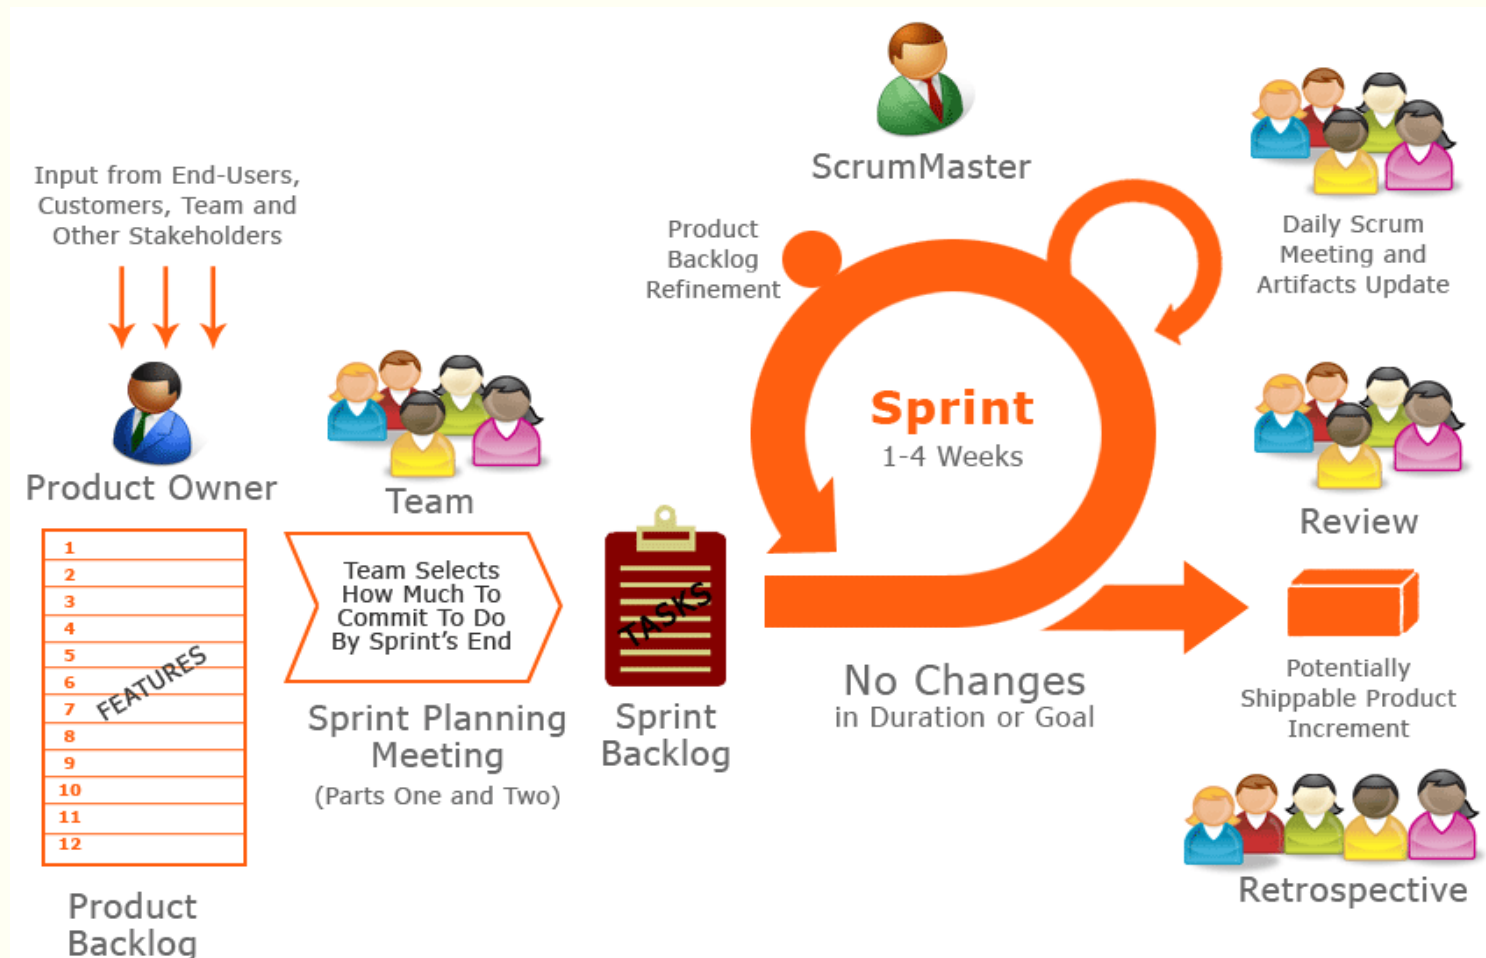 Input from End-Users,
Customers, Team and
Other Stakeholders
Product Owner
1
2
3
4
5
6
7
8
9
10
11
12
FEATURES
Product
Backlog
Team
Team Selects
How Much To
Commit To Do
By Sprint's End
Sprint Planning
Meeting
(Parts One and Two)
TASKS
Sprint
Backlog
ScrumMaster
Product
Backlog
Refinement
Sprint
1-4 Weeks
No Changes
in Duration or Goal
Daily Scrum
Meeting and
Artifacts Update
Review
Potentially
Shippable Product
Increment
Retrospective